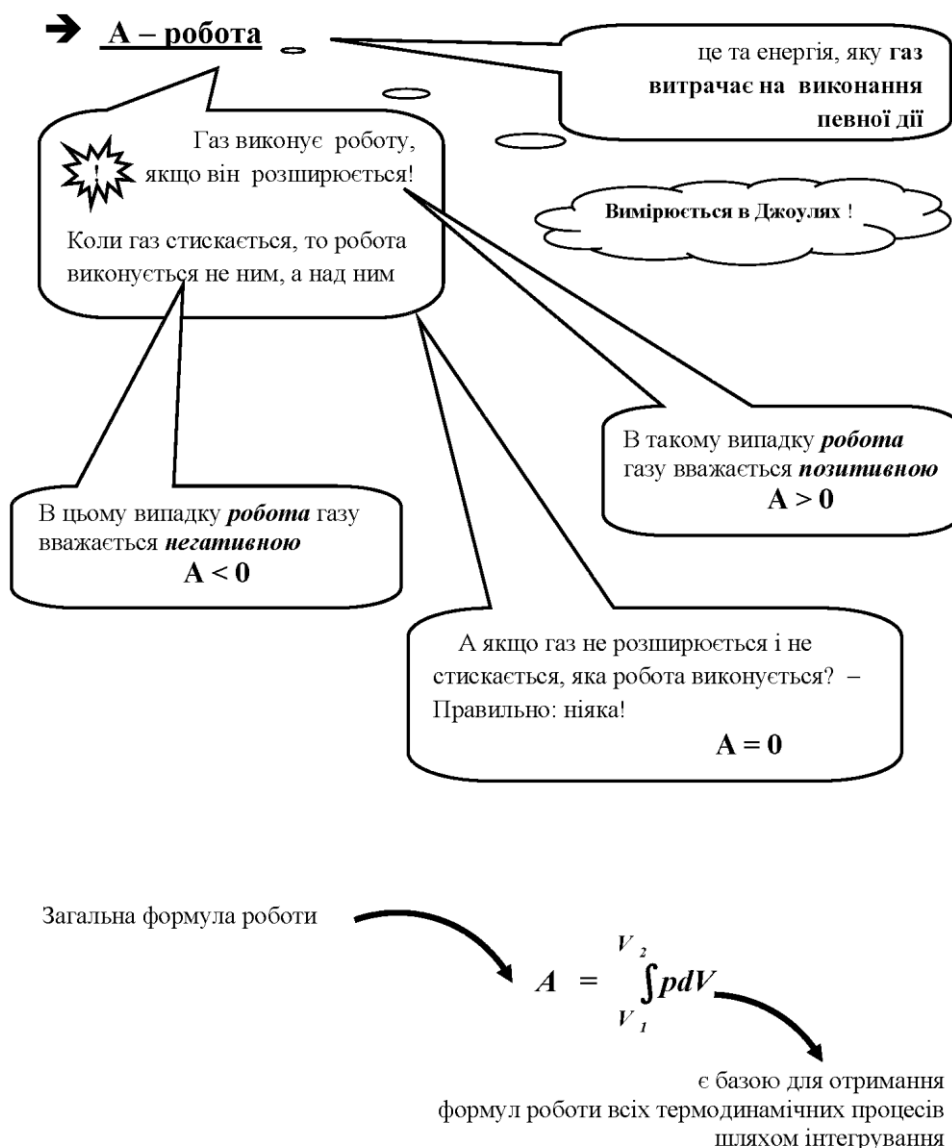 ➔ А – робота
це та енергія, яку газ
витрачає на виконання
певної дії
!
Газ виконує роботу,
якщо він розширюється!
Коли газ стискається, то робота
виконується не ним, а над ним
Вимірюється в Джоулях !
В такому випадку робота
газу вважається позитивною
А > 0
В цьому випадку робота газу
вважається негативною
А < 0
А якщо газ не розширюється і не
стискається, яка робота виконується? –
Правильно: ніяка!
А = 0
Загальна формула роботи
A = ∫pdV
V 2
V 1
є базою для отримання
формул роботи всіх термодинамічних процесів
шляхом інтегрування